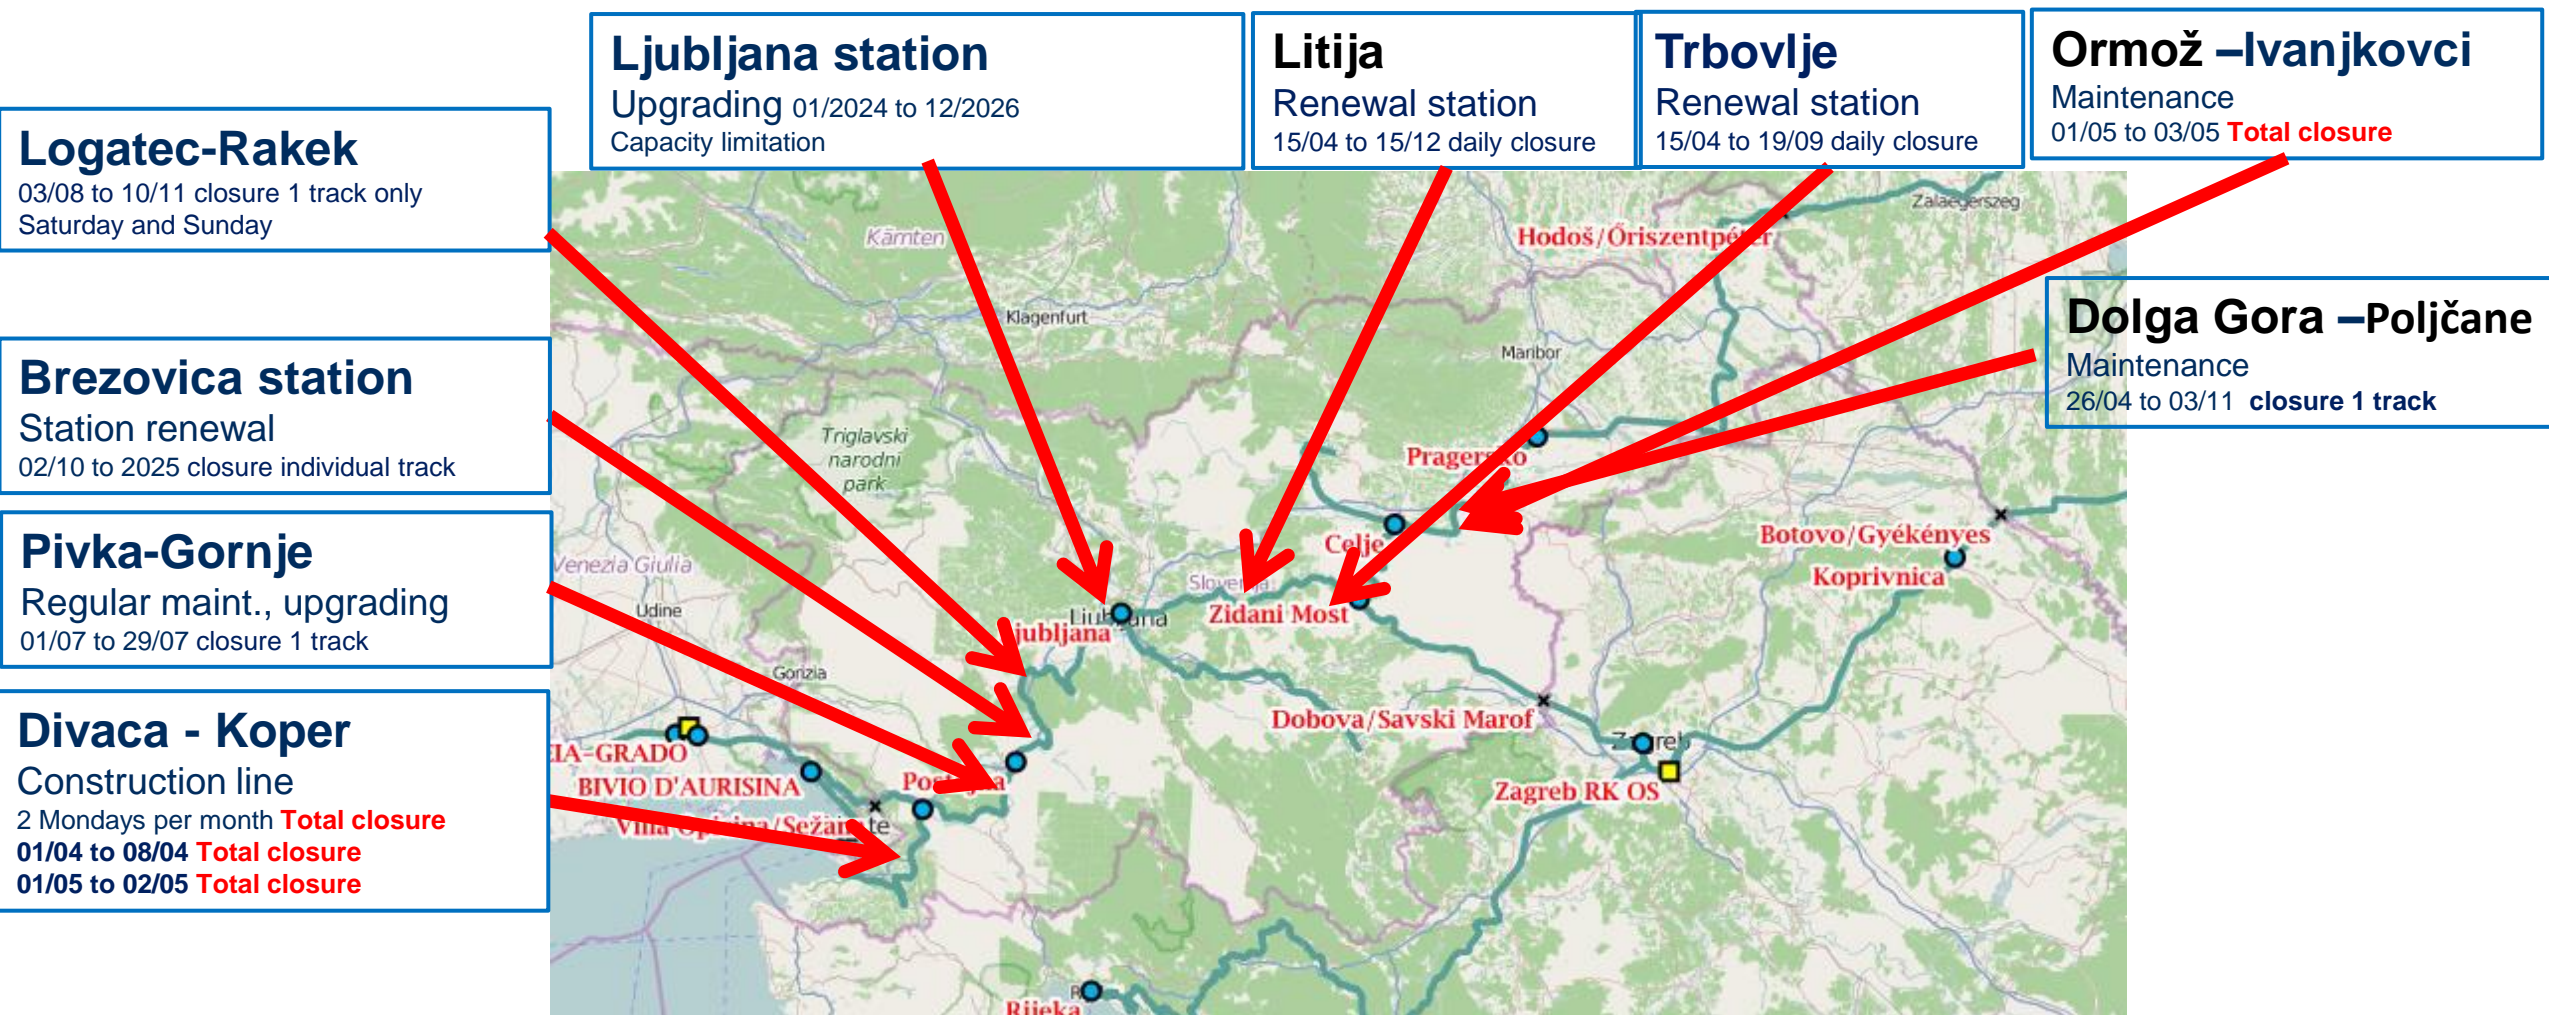 Ljubljana station
Upgrading 01/2024 to 12/2026
Capacity limitation
Litija
Renewal station
15/04 to 15/12 daily closure
Trbovlje
Renewal station
15/04 to 19/09 daily closure
Ormož –Ivanjkovci
Maintenance
01/05 to 03/05 Total closure
Logatec-Rakek
03/08 to 10/11 closure 1 track only
Saturday and Sunday
Dolga Gora –Poljčane
Maintenance
26/04 to 03/11 closure 1 track
Brezovica station
Station renewal
02/10 to 2025 closure individual track
Pivka-Gornje
Regular maint., upgrading
01/07 to 29/07 closure 1 track
Divaca - Koper
Construction line
2 Mondays per month Total closure
01/04 to 08/04 Total closure
01/05 to 02/05 Total closure
Kärnten
Zalaegerszeg
Hodoš/Őriszentpéter
Klagenfurt
Maribor
Triglavski
narodni
park
Pragersko
Celje
Botovo/Gyékényes
Koprivnica
Venezia Giulia
Udine
Zidani Most
jubljana
Gorizia
Dobova/Savski Marof
IA-GRADO
BIVIO D'AURISINA
Zagreb RK OS
Rijeka